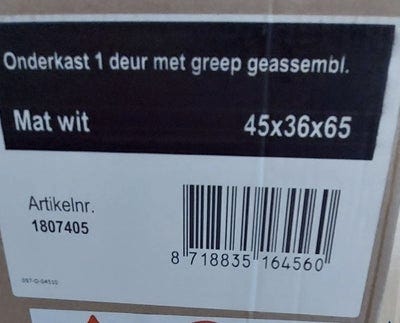 Onderkast 1 deur met greep geassembl.
Mat wit 45x36x65
Artikelnr.
1807405
8 718835 164560